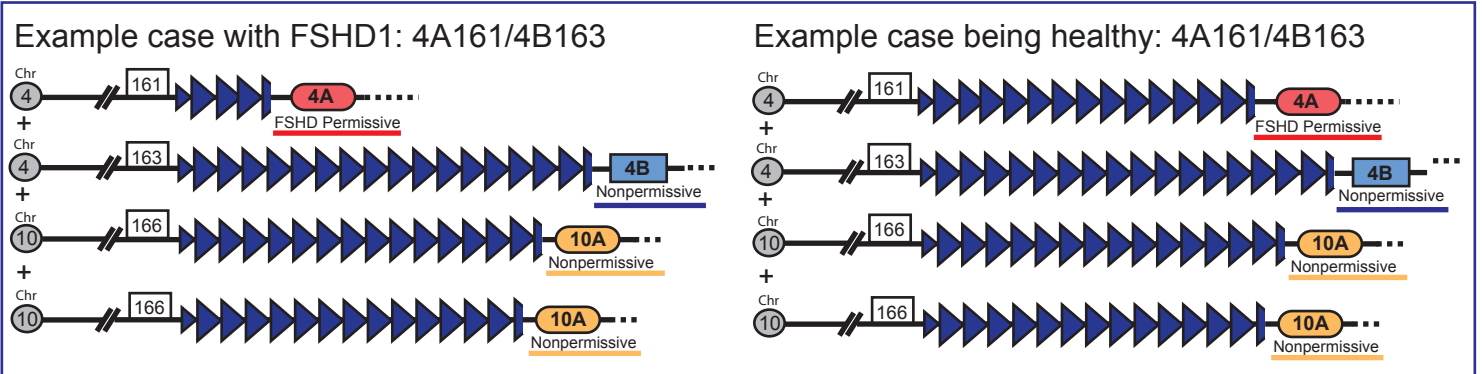 Example case with FSHD1: 4A161/4B163
Chr
4
161
4A
FSHD Permissive
+
Chr
4
163
4B
Nonpermissive
+
Chr
10
166
10A
Nonpermissive
+
Chr
10
166
10A
Nonpermissive
Example case being healthy: 4A161/4B163
Chr
4
161
4A
FSHD Permissive
+
Chr
4
163
4B
Nonpermissive
+
Chr
10
166
10A
Nonpermissive
+
Chr
10
166
10A
Nonpermissive